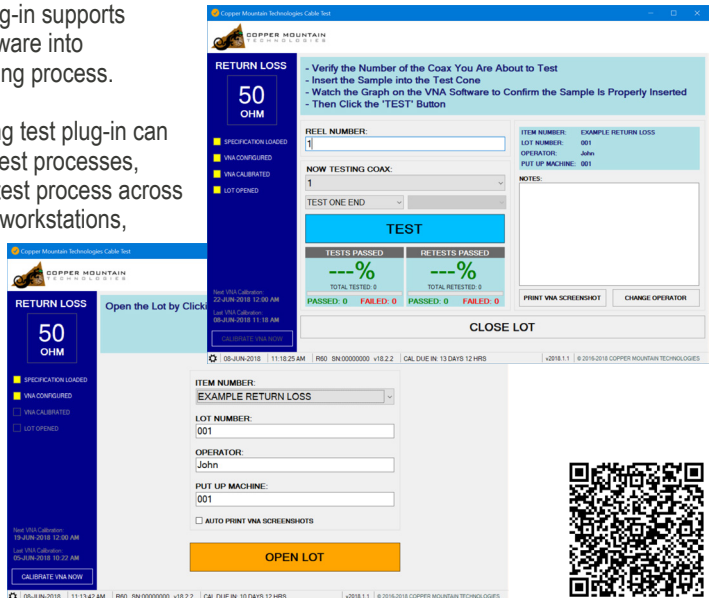 g-in supports
ware into
ing process.
ng test plug-in can
est processes,
test process across
workstations,
Copper Mountain Technologies Cable Test
COPPER MOUNTAIN
TECHNOLOGIES
RETURN LOSS
50
OHM
SPECIFICATION LOADED
VNA CONFIGURED
VNA CALIBRATED
LOT OPENED
Next VNA Calibration:
22-JUN-2018 12:00 AM
Last VNA Calibration:
08-JUN-2018 11:18 AM
CALIBRATE VNA NOW
- Verify the Number of the Coax You Are About to Test
- Insert the Sample into the Test Cone
- Watch the Graph on the VNA Software to Confirm the Sample Is Properly Inserted
- Then Click the 'TEST' Button
REEL NUMBER:
1
NOW TESTING COAX:
1
TEST ONE END
TEST
TESTS PASSED
---%
TOTAL TESTED: 0
PASSED: 0 FAILED: 0
RETESTS PASSED
---%
TOTAL RETESTED: 0
PASSED: 0 FAILED: 0
ITEM NUMBER: EXAMPLE RETURN LOSS
LOT NUMBER: 001
OPERATOR: John
PUT UP MACHINE: 001
NOTES:
PRINT VNA SCREENSHOT
CHANGE OPERATOR
CLOSE LOT
08-JUN-2018 11:18:25 AM R60 SN:00000000 v18.2.2 CAL DUE IN: 13 DAYS 12 HRS v2018.1.1 © 2016-2018 COPPER MOUNTAIN TECHNOLOGIES
Copper Mountain Technologies Cable Test
COPPER MOUNTAIN
TECHNOLOGIES
RETURN LOSS
50
OHM
SPECIFICATION LOADED
VNA CONFIGURED
VNA CALIBRATED
LOT OPENED
Next VNA Calibration:
19-JUN-2018 12:00 AM
Last VNA Calibration:
05-JUN-2018 10:22 AM
CALIBRATE VNA NOW
Open the Lot by Clicki
ITEM NUMBER:
EXAMPLE RETURN LOSS
LOT NUMBER:
001
OPERATOR:
John
PUT UP MACHINE:
001
AUTO PRINT VNA SCREENSHOTS
OPEN LOT
08-JUN-2018 11:13:42 AM R60 SN:00000000 v18.2.2 CAL DUE IN: 10 DAYS 12 HRS v2018.1.1 © 2016-2018 COPPER MOUNTAIN TECHNOLOGIES